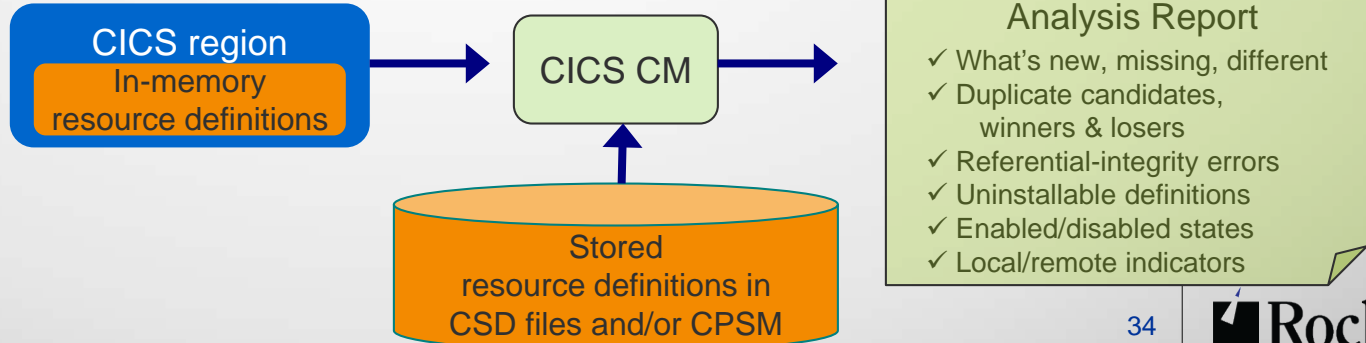 CICS region
In-memory
resource definitions
CICS CM
Stored
resource definitions in
CSD files and/or CPSM
Analysis Report
✓ What's new, missing, different
✓ Duplicate candidates,
winners & losers
✓ Referential-integrity errors
✓ Uninstallable definitions
✓ Enabled/disabled states
✓ Local/remote indicators
34